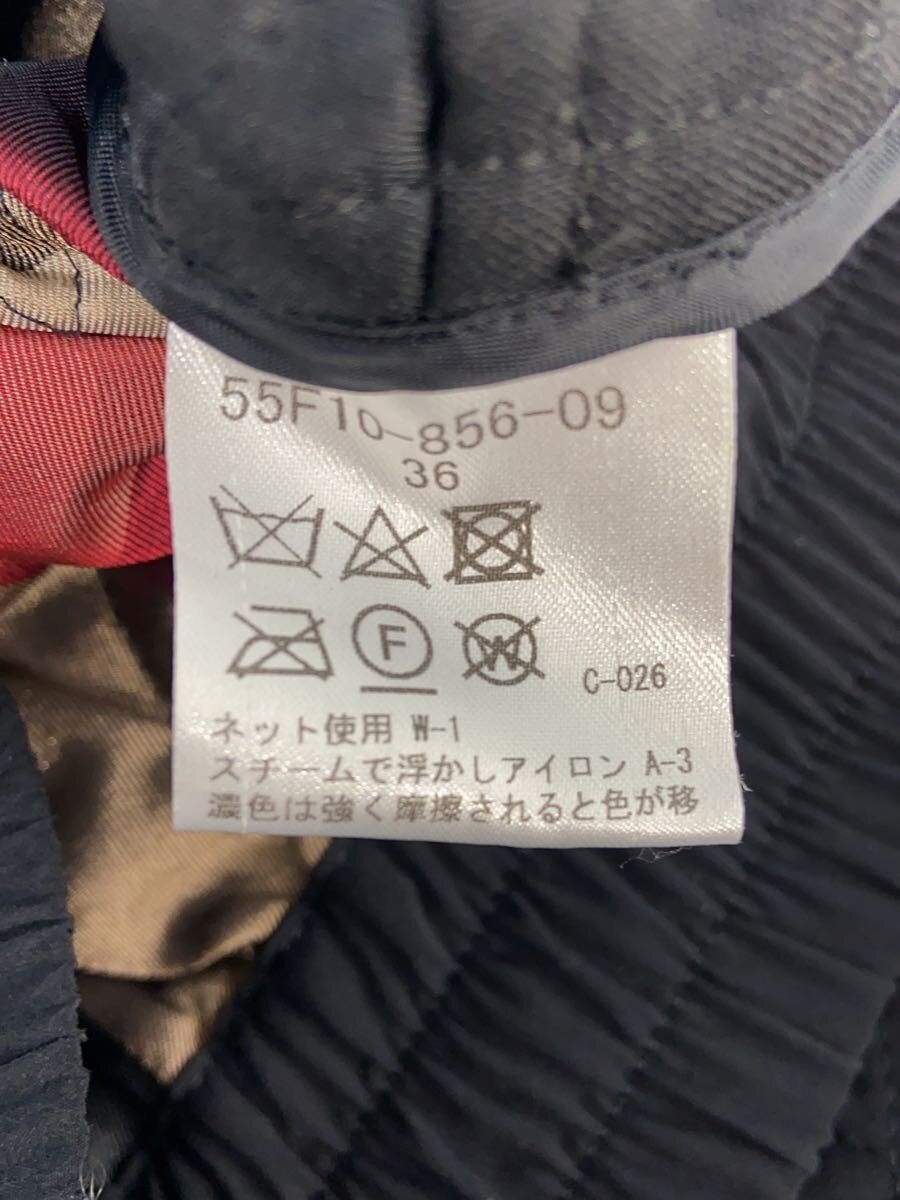 55F10-856-09
36
F
W
C-026
ネット使用 W-1
スチームで浮かしアイロン A-3
濃色は強く摩擦されると色が移